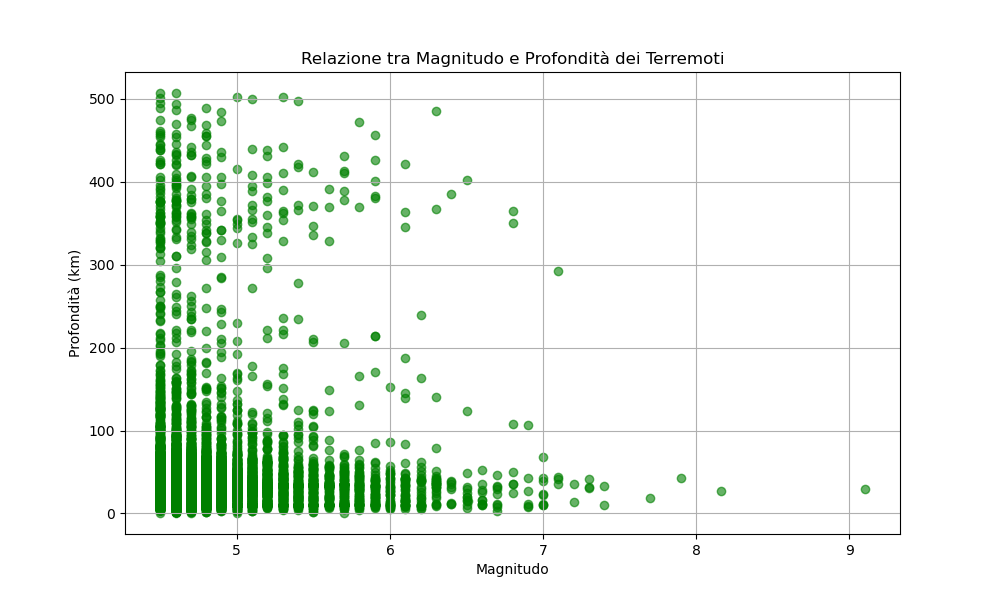 Relazione tra Magnitudo e Profondità dei Terremoti
500
400
300
200
100
0
Profondità (km)
5 6 7 8 9
Magnitudo